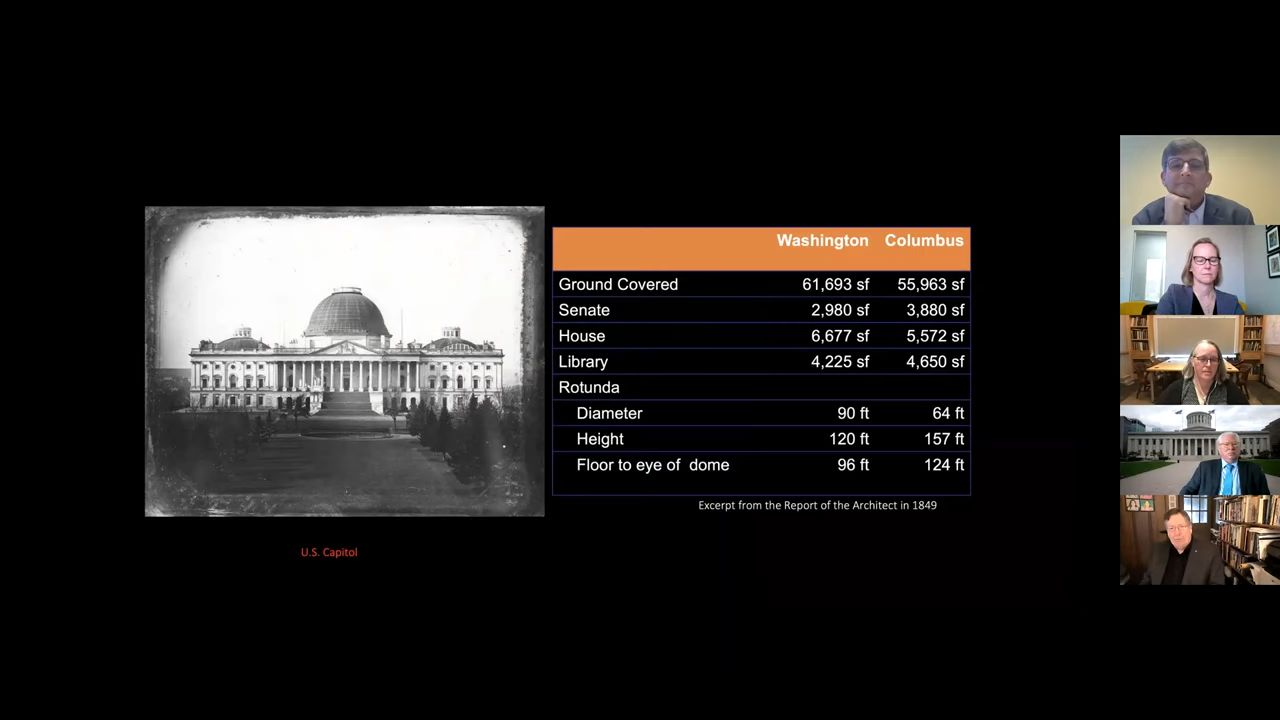 Washington Columbus
Ground Covered 61,693 sf 55,963 sf
Senate 2,980 sf 3,880 sf
House 6,677 sf 5,572 sf
Library 4,225 sf 4,650 sf
Rotunda
Diameter 90 ft 64 ft
Height 120 ft 157 ft
Floor to eye of dome 96 ft 124 ft
Excerpt from the Report of the Architect in 1849
U.S. Capitol